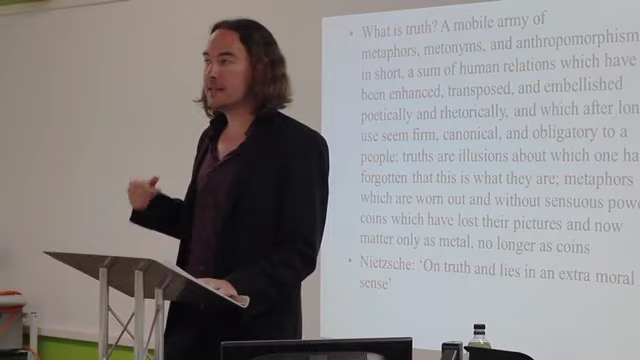 • What is truth? A mobile army of
metaphors, metonyms, and anthropomorphism
in short, a sum of human relations which have
been enhanced, transposed, and embellished
poetically and rhetorically, and which after lon
use seem firm, canonical, and obligatory to a
people: truths are illusions about which one ha
forgotten that this is what they are; metaphors
which are worn out and without sensuous powe
coins which have lost their pictures and now
matter only as metal, no longer as coins
• Nietzsche: ‘On truth and lies in an extra moral
sense’